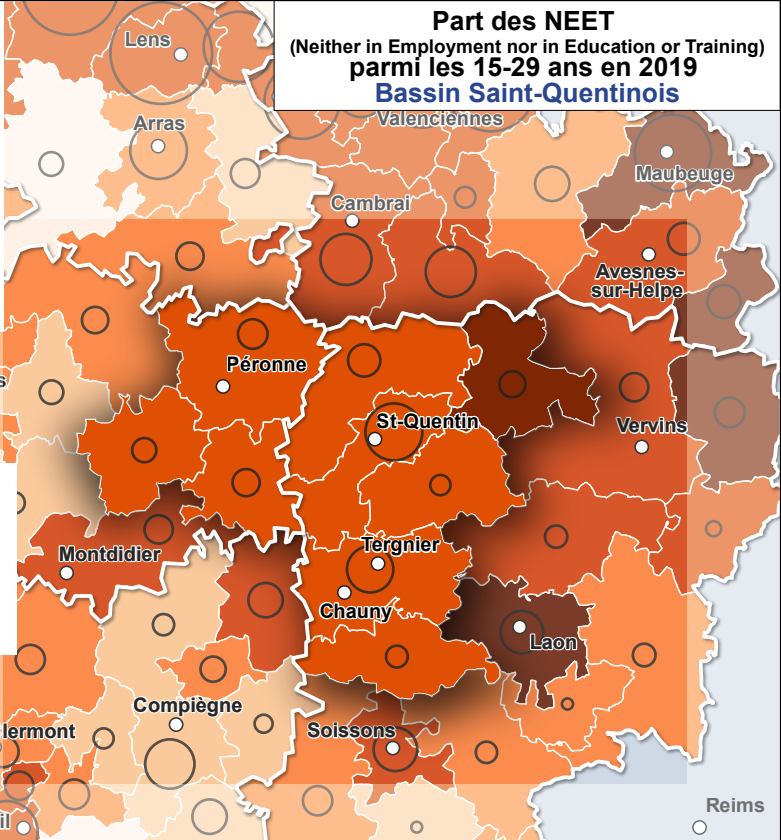 Part des NEET
(Neither in Employment nor in Education or Training)
parmi les 15-29 ans en 2019
Bassin Saint-Quentinois
Lens
Arras
Valenciennes
Maubeuge
Cambrai
Avesnes-
sur-Helpe
Péronne
s
St-Quentin
Vervins
Tergnier
Montdidier
Chauny
Laon
Compiègne
lermont
Soissons
Reims
il